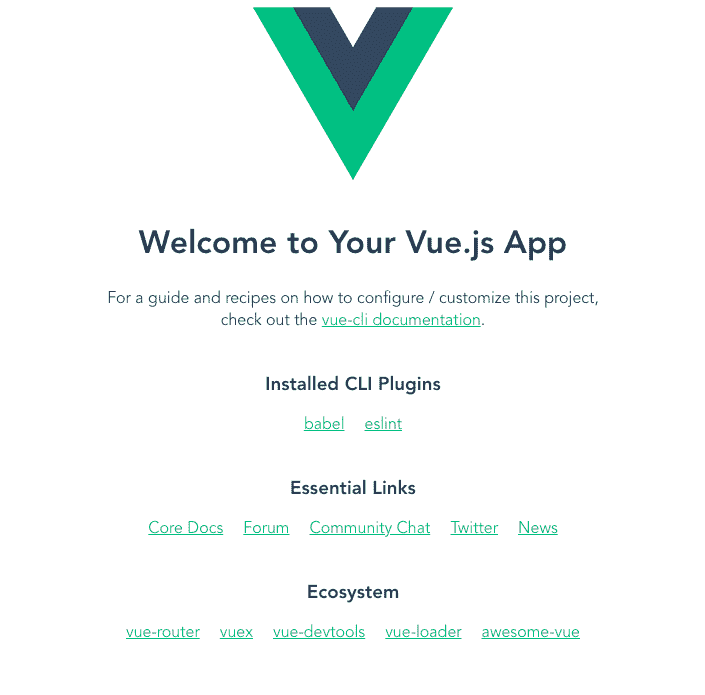 Welcome to Your Vue.js App
For a guide and recipes on how to configure / customize this project,
check out the vue-cli documentation.
Installed CLI Plugins
babel eslint
Essential Links
Core Docs Forum Community Chat Twitter News
Ecosystem
vue-router vuex vue-devtools vue-loader awesome-vue